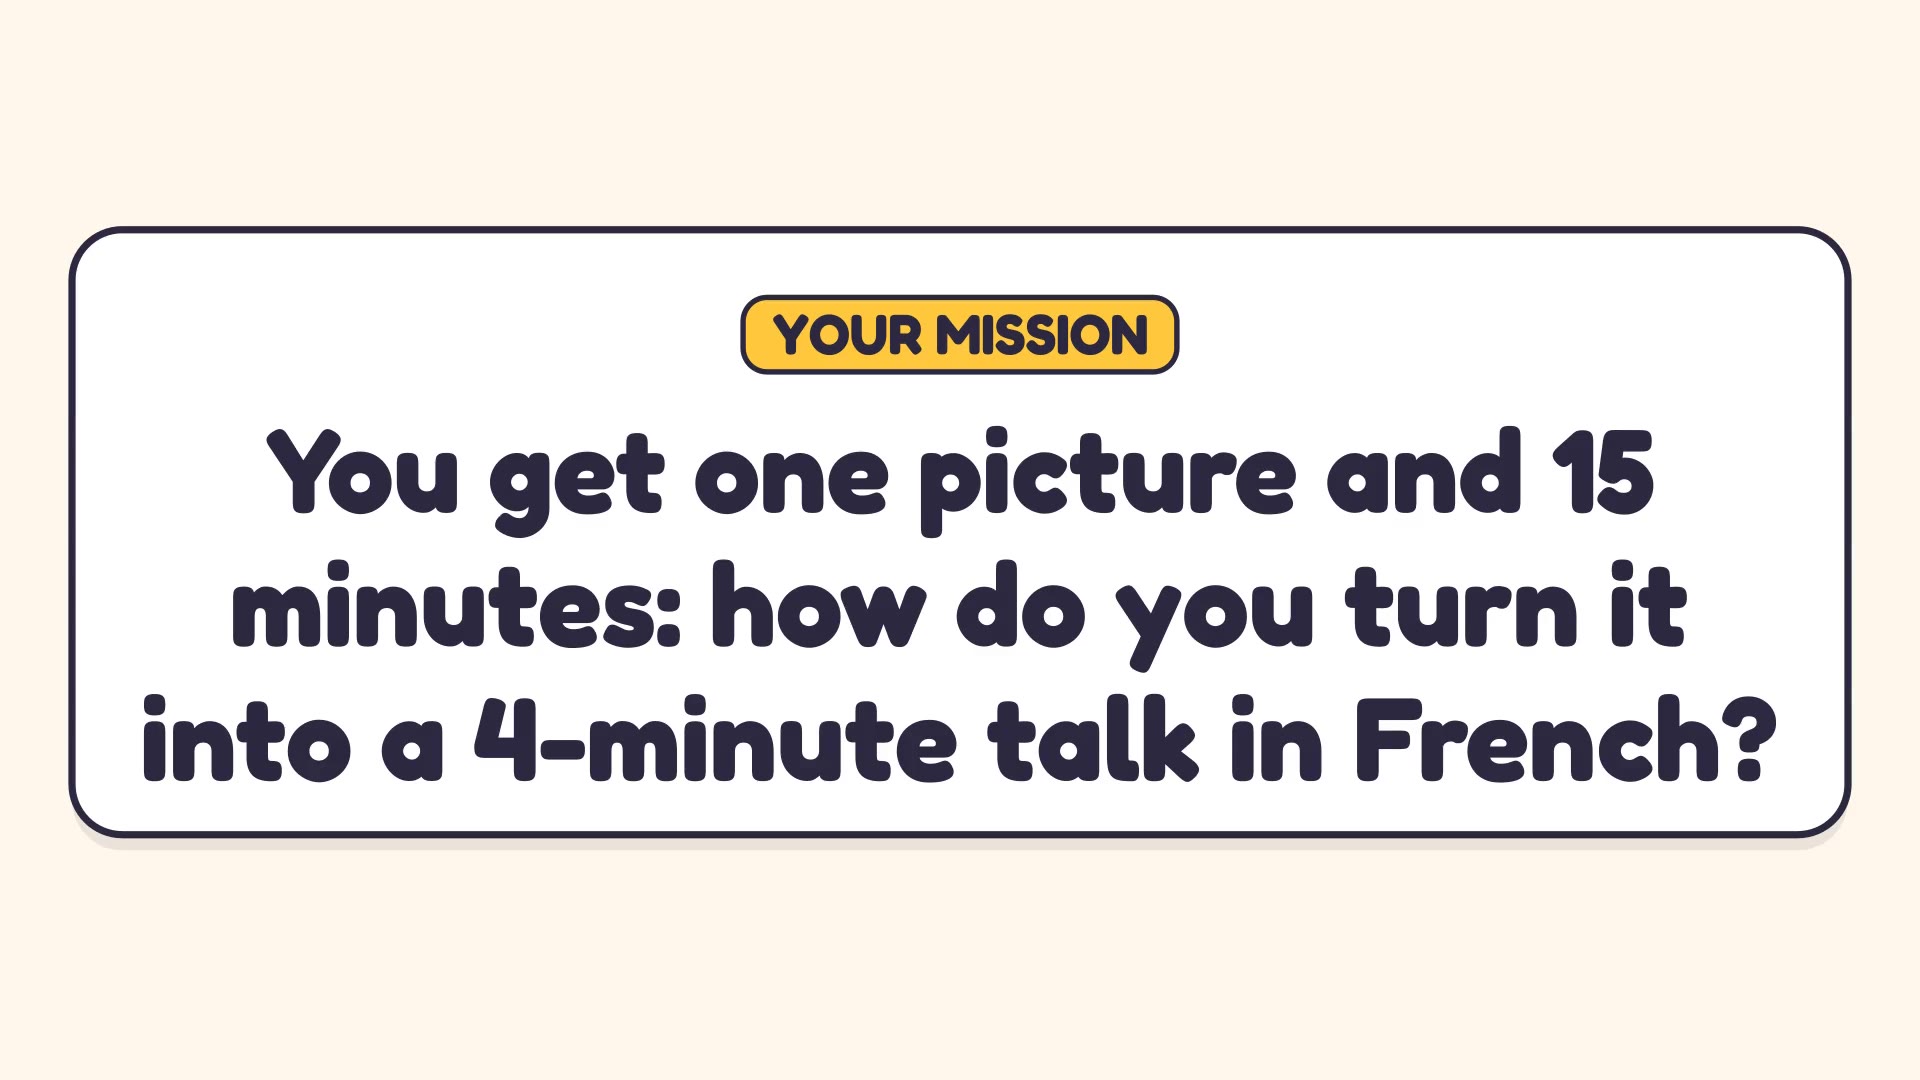 YOUR MISSION
You get one picture and 15
minutes: how do you turn it
into a 4-minute talk in French?